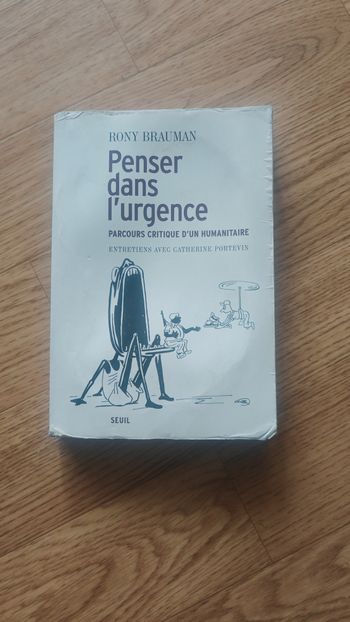 RONY BRAUMAN
Penser
dans
l'urgence
PARCOURS CRITIQUE D'UN HUMANITAIRE
ENTRETIENS AVEC CATHERINE PORTEVIN
SEUIL